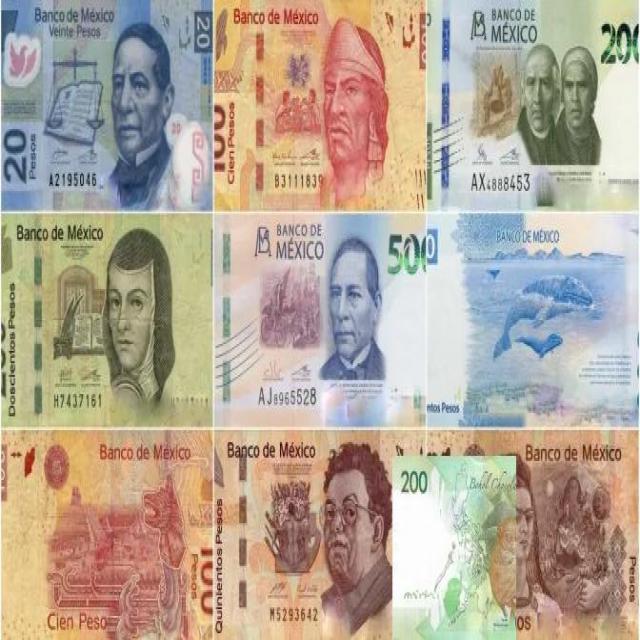 Banco de México
Veinte Pesos
20
20
Pesos
A2195046
Banco de México
100
Cien Pesos
B3111839
BANCO DE
MÉXICO
200
AX4888453
Banco de México
Doscientos Pesos
H7437161
BANCO DE
MÉXICO
500
AJ8965528
BANCO DE MÉXICO
ntos Pesos
Banco de México
100
Pesos
Cien Peso
Banco de México
Quinientos Pesos
M5293642
200
Banco de México
Pesos
os